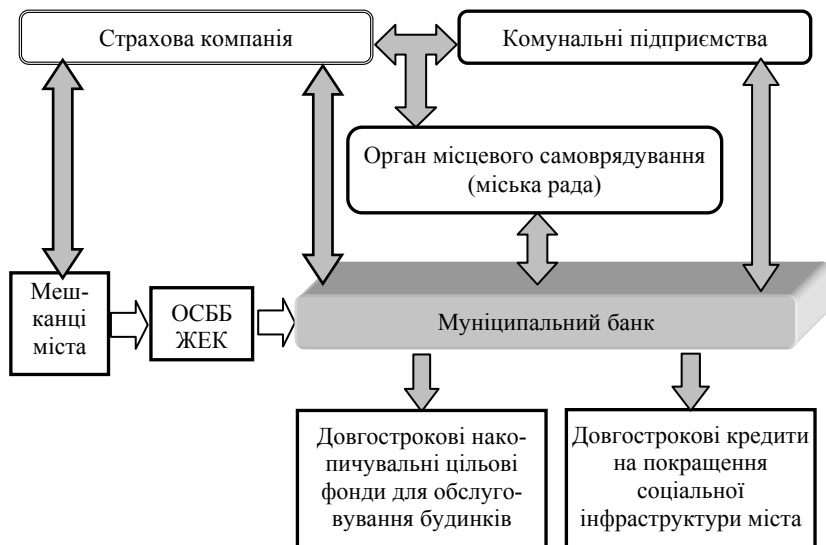 Страхова компанія
Комунальні підприємства
Орган місцевого самоврядування
(міська рада)
Меш-
канці
міста
ОСББ
ЖЕК
Муніципальний банк
Довгострокові нако-
пичувальні цільові
фонди для обслуго-
вування будинків
Довгострокові кредити
на покращення
соціальної
інфраструктури міста